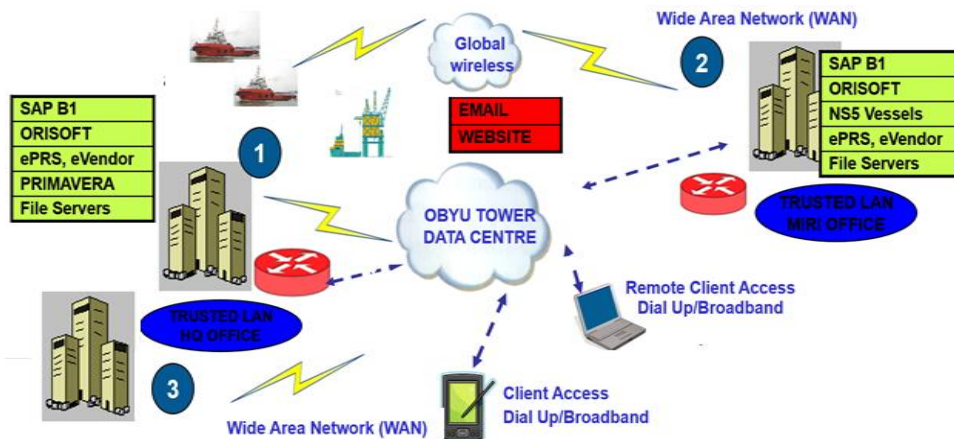 Wide Area Network (WAN)
Global
wireless
2
SAP B1
ORISOFT
NS5 Vessels
ePRS, eVendor
File Servers
EMAIL
WEBSITE
SAP B1
ORISOFT
ePRS, eVendor
PRIMAVERA
File Servers
1
OBYU TOWER
DATA CENTRE
TRUSTED LAN
MIRI OFFICE
Remote Client Access
Dial Up/Broadband
TRUSTED LAN
HQ OFFICE
3
Client Access
Dial Up/Broadband
Wide Area Network (WAN)